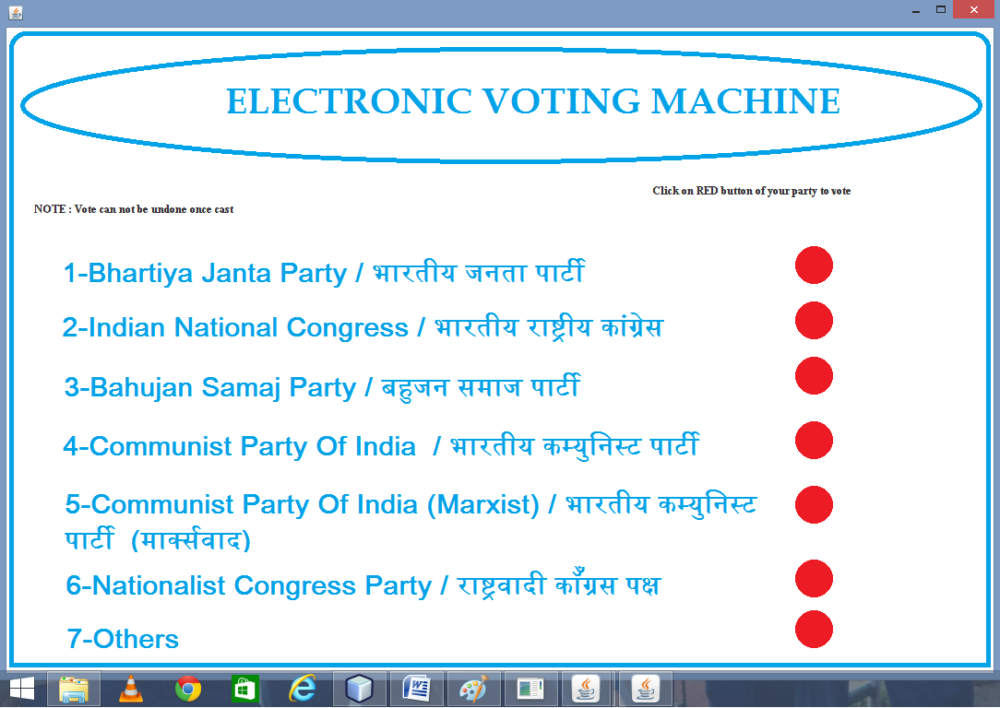 ELECTRONIC VOTING MACHINE
Click on RED button of your party to vote
NOTE : Vote can not be undone once cast
1-Bhartiya Janta Party / भारतीय जनता पार्टी
2-Indian National Congress / भारतीय राष्ट्रीय कांग्रेस
3-Bahujan Samaj Party / बहुजन समाज पार्टी
4-Communist Party Of India / भारतीय कम्युनिस्ट पार्टी
5-Communist Party Of India (Marxist) / भारतीय कम्युनिस्ट
पार्टी (मार्क्सवाद)
6-Nationalist Congress Party / राष्ट्रवादी काँग्रस पक्ष
7-Others